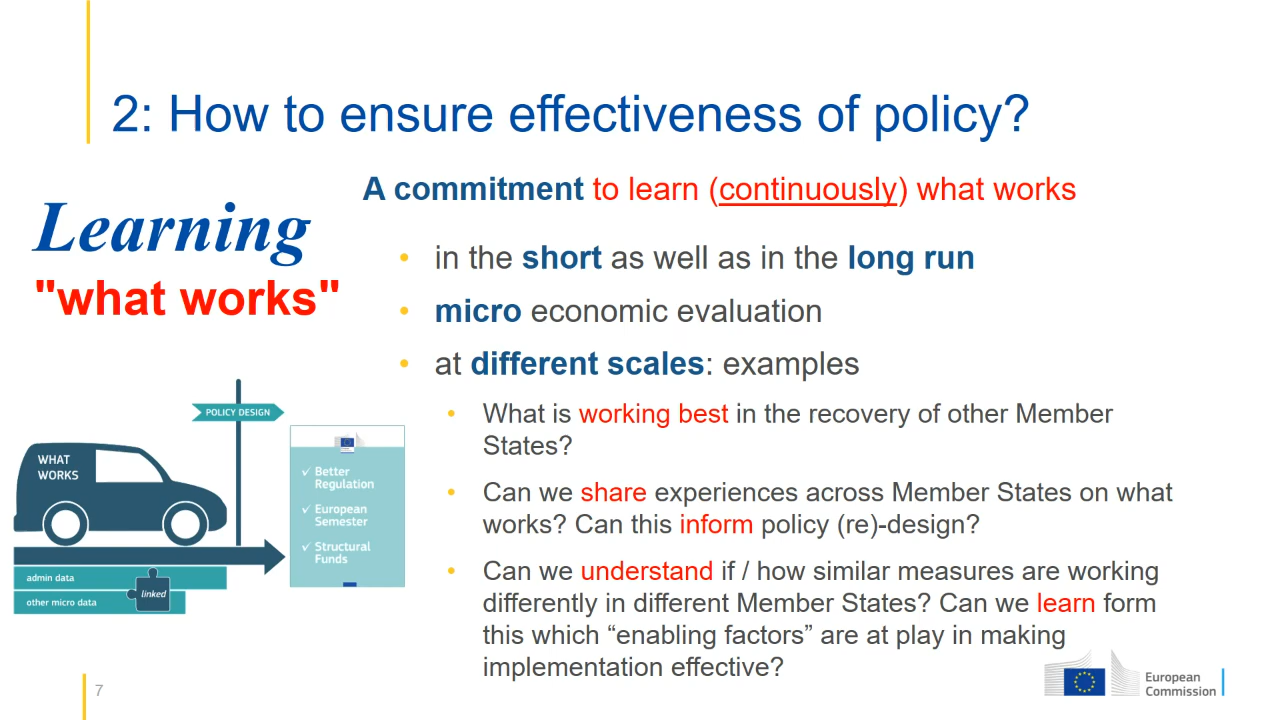 2: How to ensure effectiveness of policy?
Learning
"what works"
A commitment to learn (continuously) what works
• in the short as well as in the long run
• micro economic evaluation
• at different scales: examples
• What is working best in the recovery of other Member
States?
• Can we share experiences across Member States on what
works? Can this inform policy (re)-design?
• Can we understand if / how similar measures are working
differently in different Member States? Can we learn form
this which “enabling factors” are at play in making
implementation effective?
POLICY DESIGN
WHAT
WORKS
✓ Better
Regulation
✓ European
Semester
✓ Structural
Funds
admin data
other micro data
linked
7
European
Commission